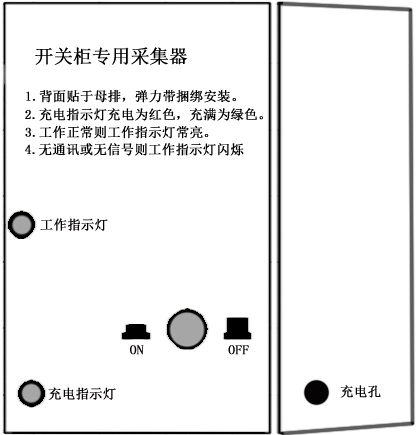 开关柜专用采集器
1.背面贴于母排，弹力带捆绑安装。
2.充电指示灯充电为红色，充满为绿色。
3.工作正常则工作指示灯常亮。
4.无通讯或无信号则工作指示灯闪烁
工作指示灯
ON
OFF
充电指示灯
充电孔